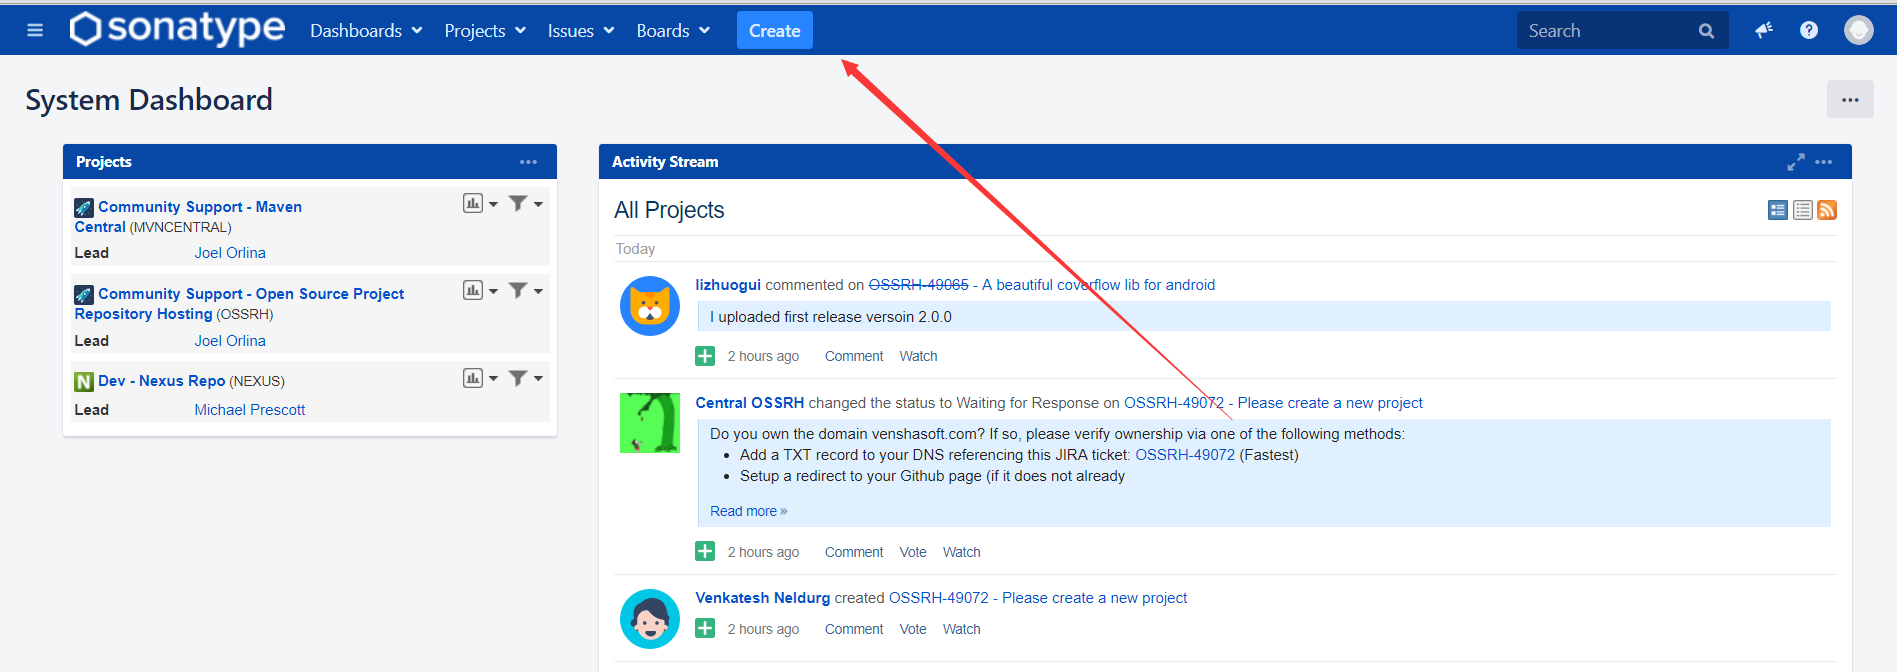 sonatype Dashboards Projects Issues Boards Create Search
System Dashboard
Projects
Community Support - Maven
Central (MVNCENTRAL)
Lead Joel Orlina
Community Support - Open Source Project
Repository Hosting (OSSRH)
Lead Joel Orlina
N Dev - Nexus Repo (NEXUS)
Lead Michael Prescott
Activity Stream
All Projects
Today
lizhuogui commented on OSSRH-49065 - A beautiful coverflow lib for android
I uploaded first release versoin 2.0.0
2 hours ago Comment Watch
Central OSSRH changed the status to Waiting for Response on OSSRH-49072 - Please create a new project
Do you own the domain venshasoft.com? If so, please verify ownership via one of the following methods:
• Add a TXT record to your DNS referencing this JIRA ticket: OSSRH-49072 (Fastest)
• Setup a redirect to your Github page (if it does not already
Read more »
2 hours ago Comment Vote Watch
Venkatesh Neldurg created OSSRH-49072 - Please create a new project
2 hours ago Comment Vote Watch